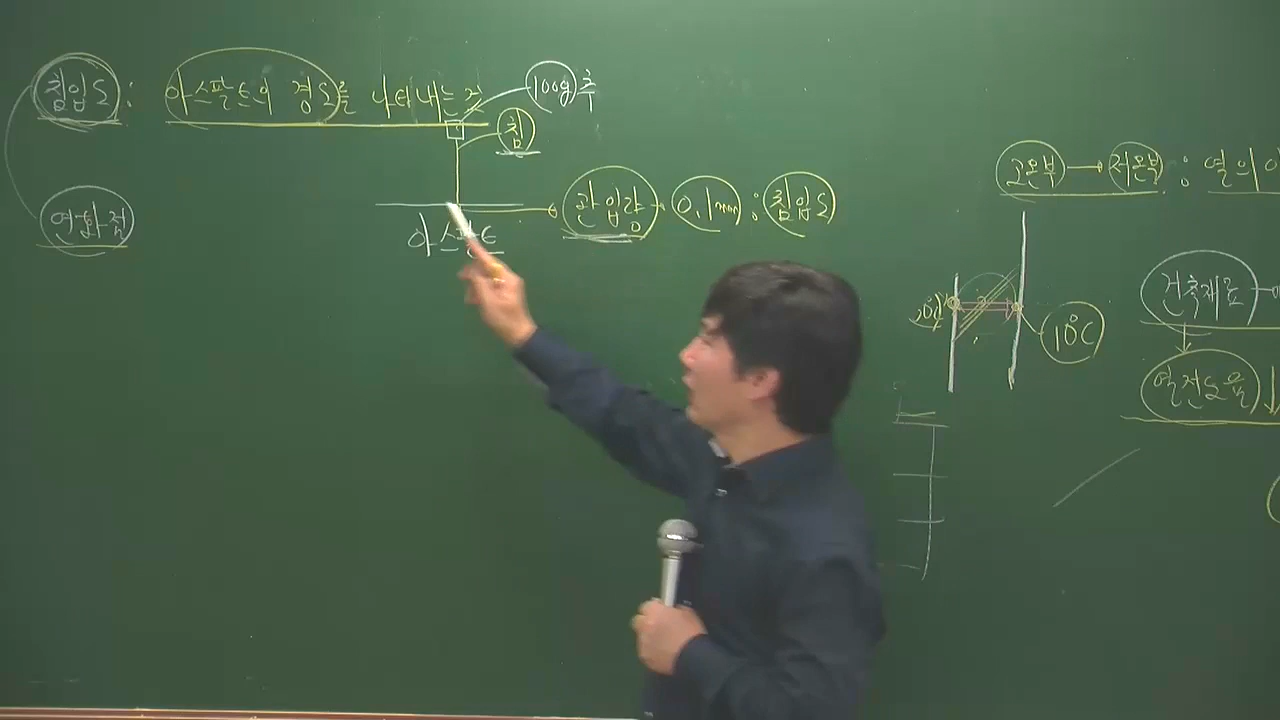 침입도 : 아스팔트의 경도를 나타내는것
100g 추
침
연화점
관입량 → 0.1mm : 침입도
아스팔트
고온부 → 저온부 : 열의 이
10℃
건축재료
열전도율 ↓